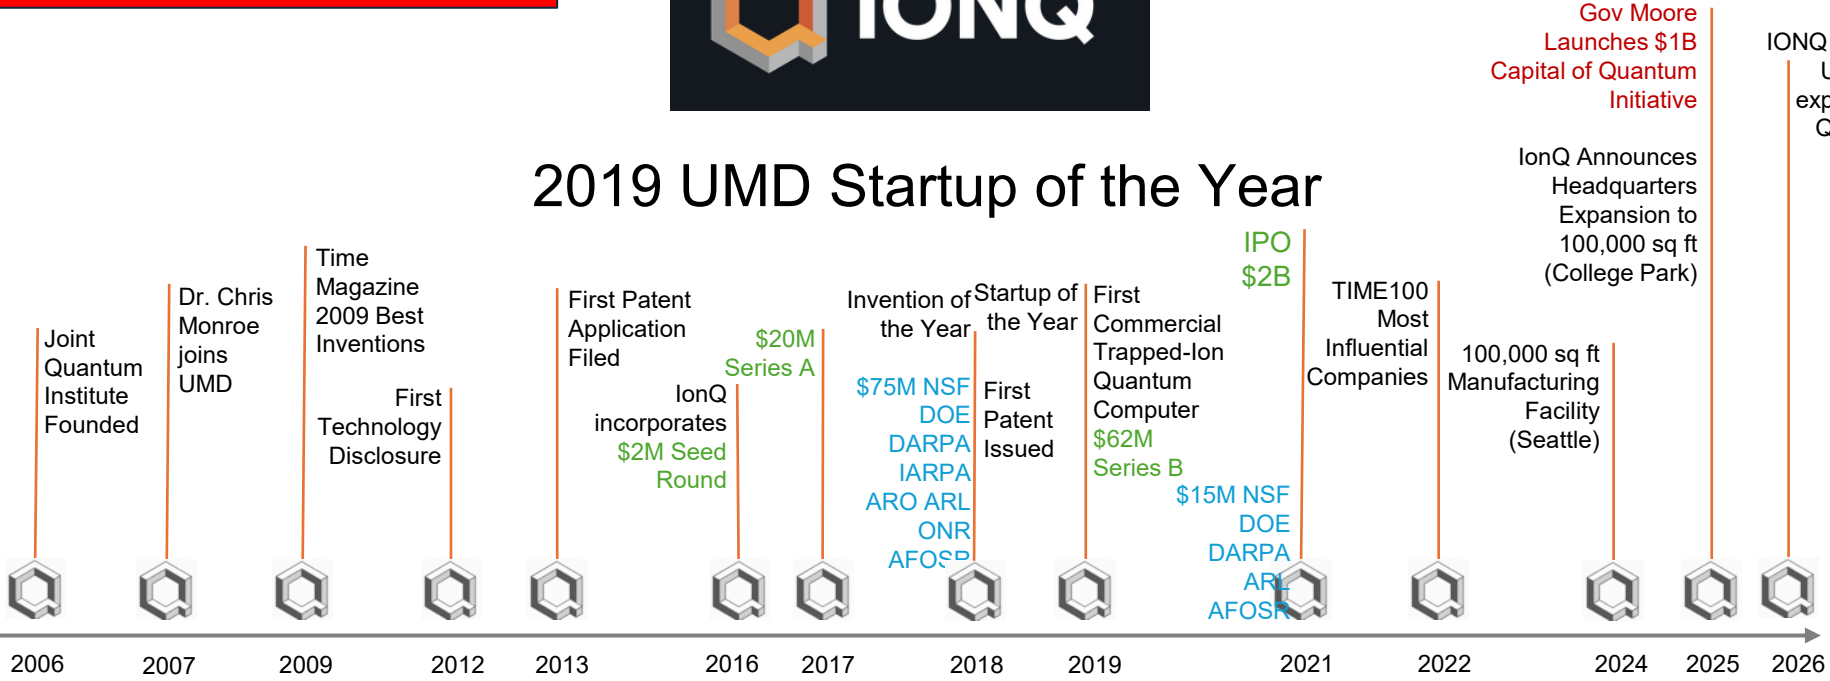 IONQ
2019 UMD Startup of the Year
Joint
Quantum
Institute
Founded
Dr. Chris
Monroe
joins
UMD
Time
Magazine
2009 Best
Inventions
First
Technology
Disclosure
First Patent
Application
Filed
IonQ
incorporates
$2M Seed
Round
$20M
Series A
Invention of
the Year
$75M NSF
DOE
DARPA
IARPA
ARO ARL
ONR
AFOSR
First
Patent
Issued
Startup of
the Year
First
Commercial
Trapped-Ion
Quantum
Computer
$62M
Series B
IPO
$2B
$15M NSF
DOE
DARPA
ARL
AFOSR
TIME100
Most
Influential
Companies
100,000 sq ft
Manufacturing
Facility
(Seattle)
Gov Moore
Launches $1B
Capital of Quantum
Initiative
IonQ Announces
Headquarters
Expansion to
100,000 sq ft
(College Park)
IONQ
2006
2007
2009
2012
2013
2016
2017
2018
2019
2021
2022
2024
2025
2026